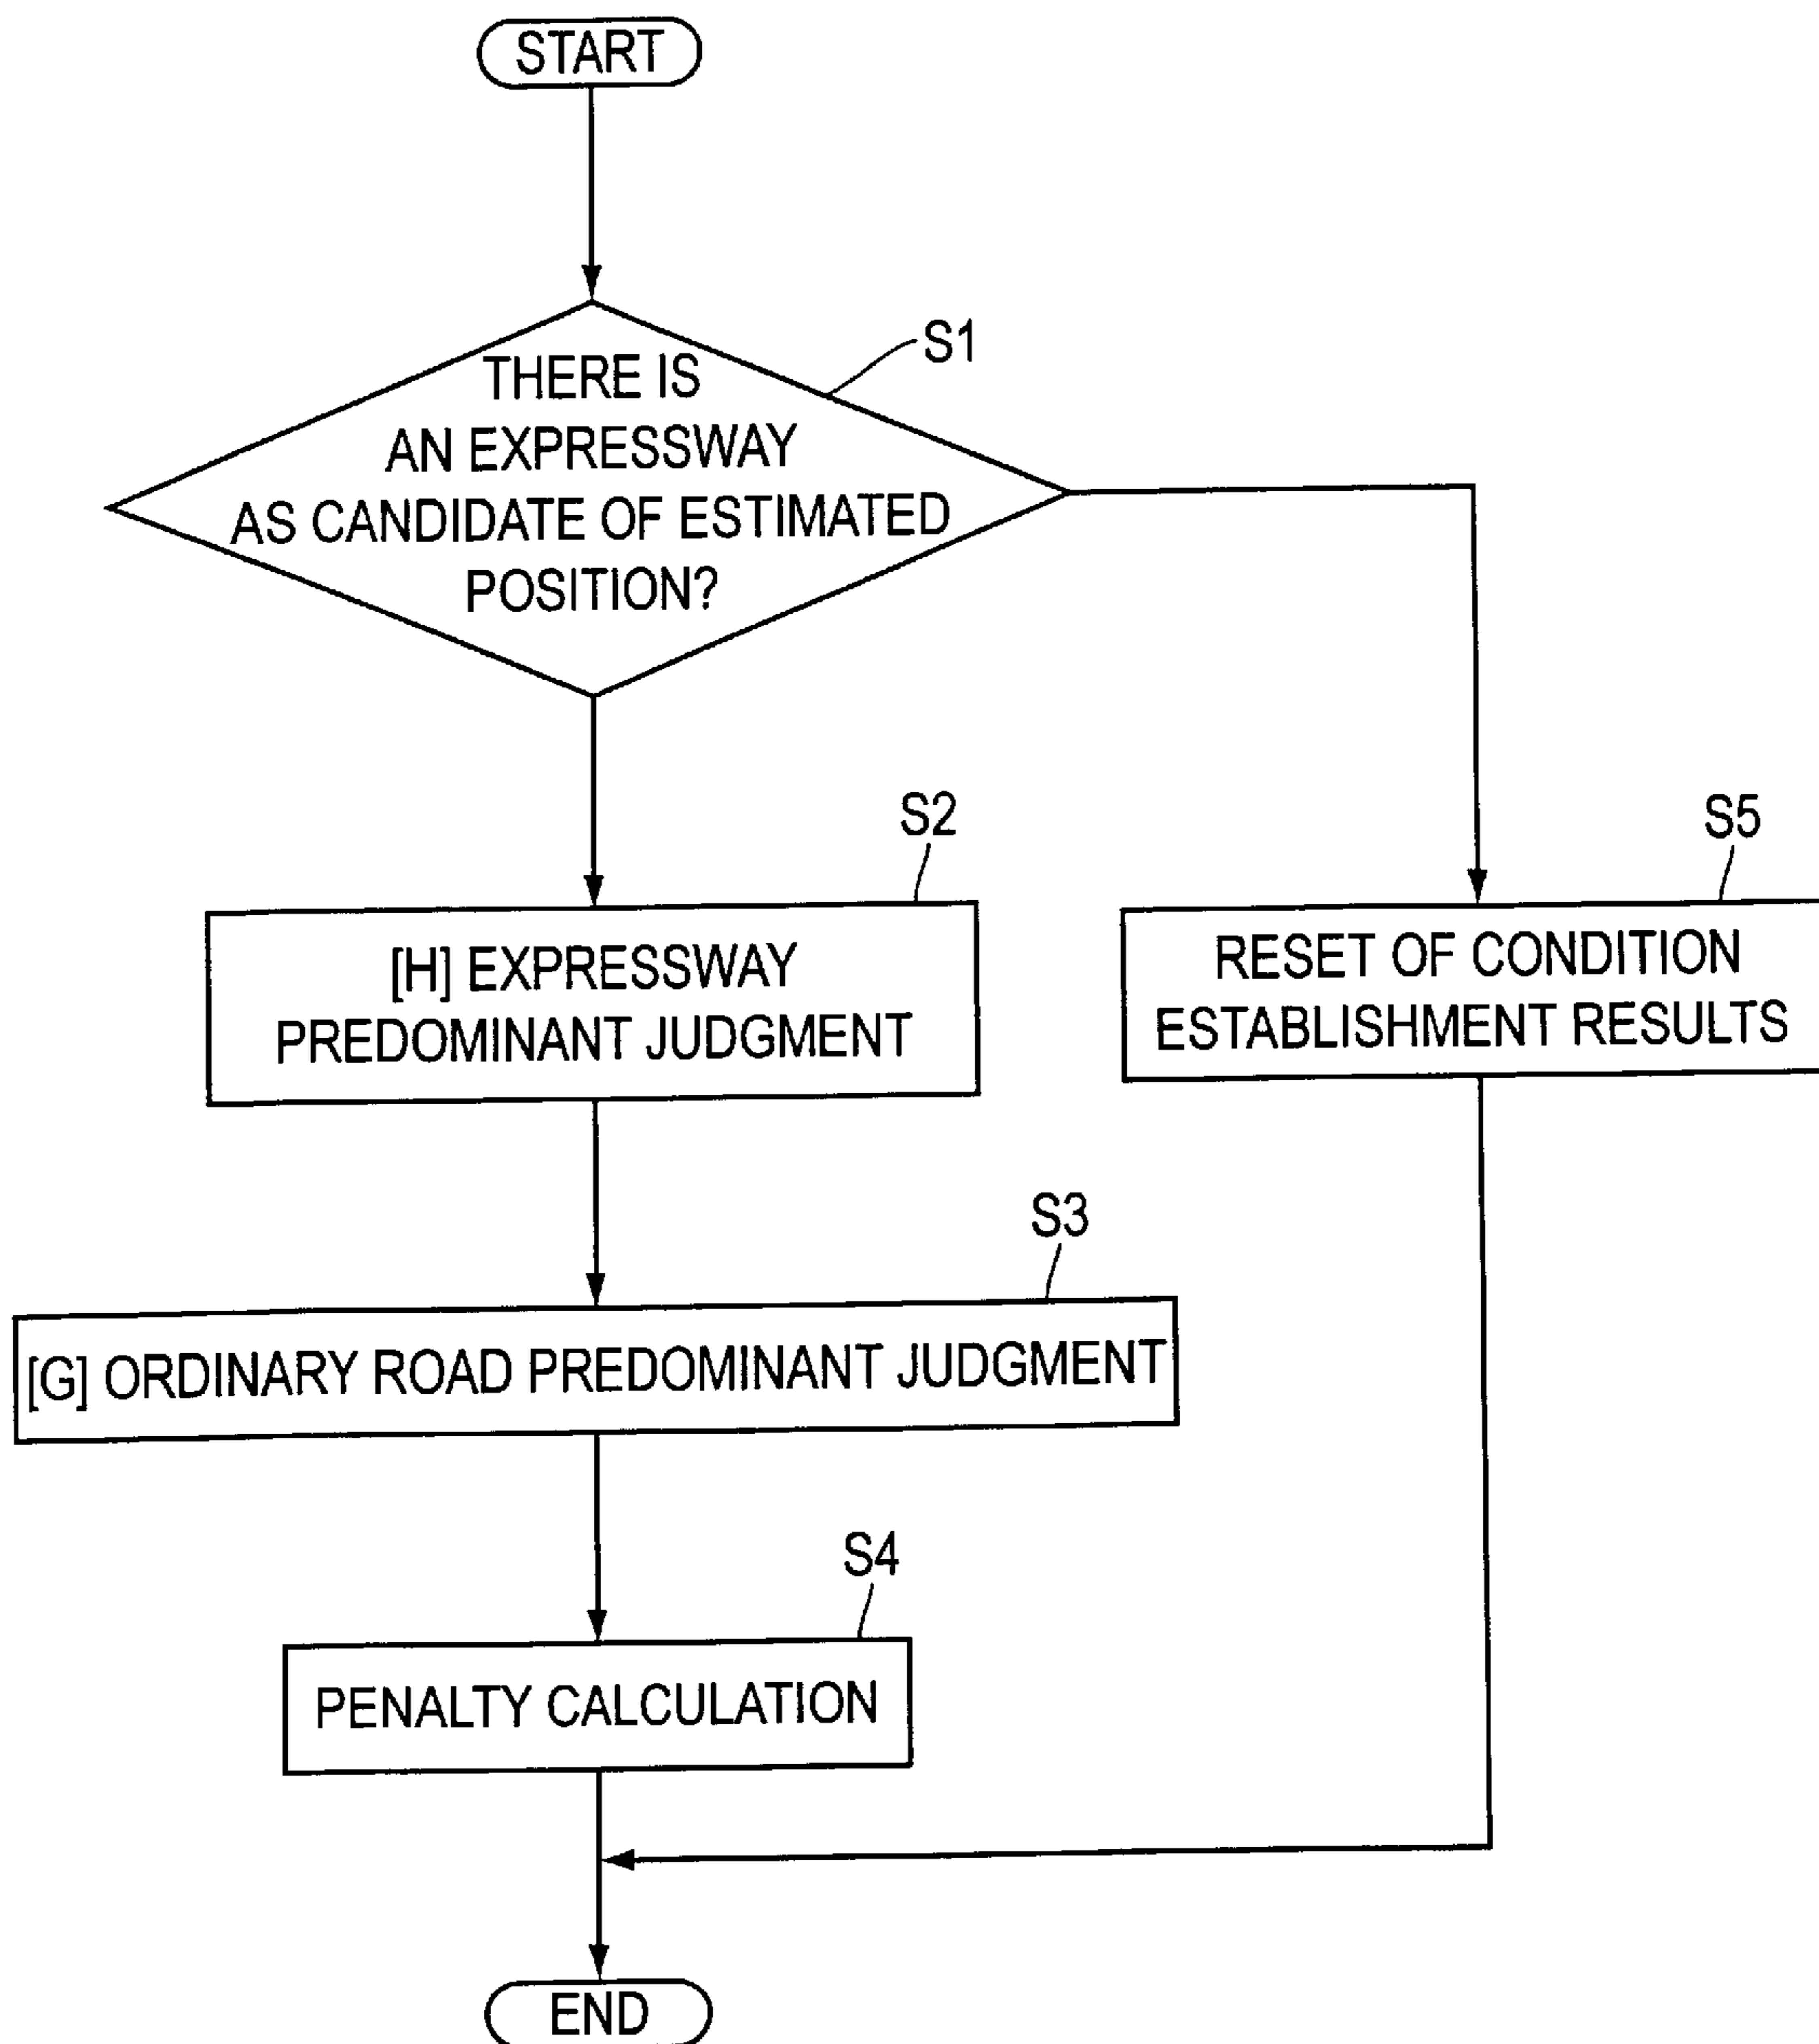 START
S1
THERE IS
AN EXPRESSWAY
AS CANDIDATE OF ESTIMATED
POSITION?
S2
[H] EXPRESSWAY
PREDOMINANT JUDGMENT
S5
RESET OF CONDITION
ESTABLISHMENT RESULTS
S3
[G] ORDINARY ROAD PREDOMINANT JUDGMENT
S4
PENALTY CALCULATION
END